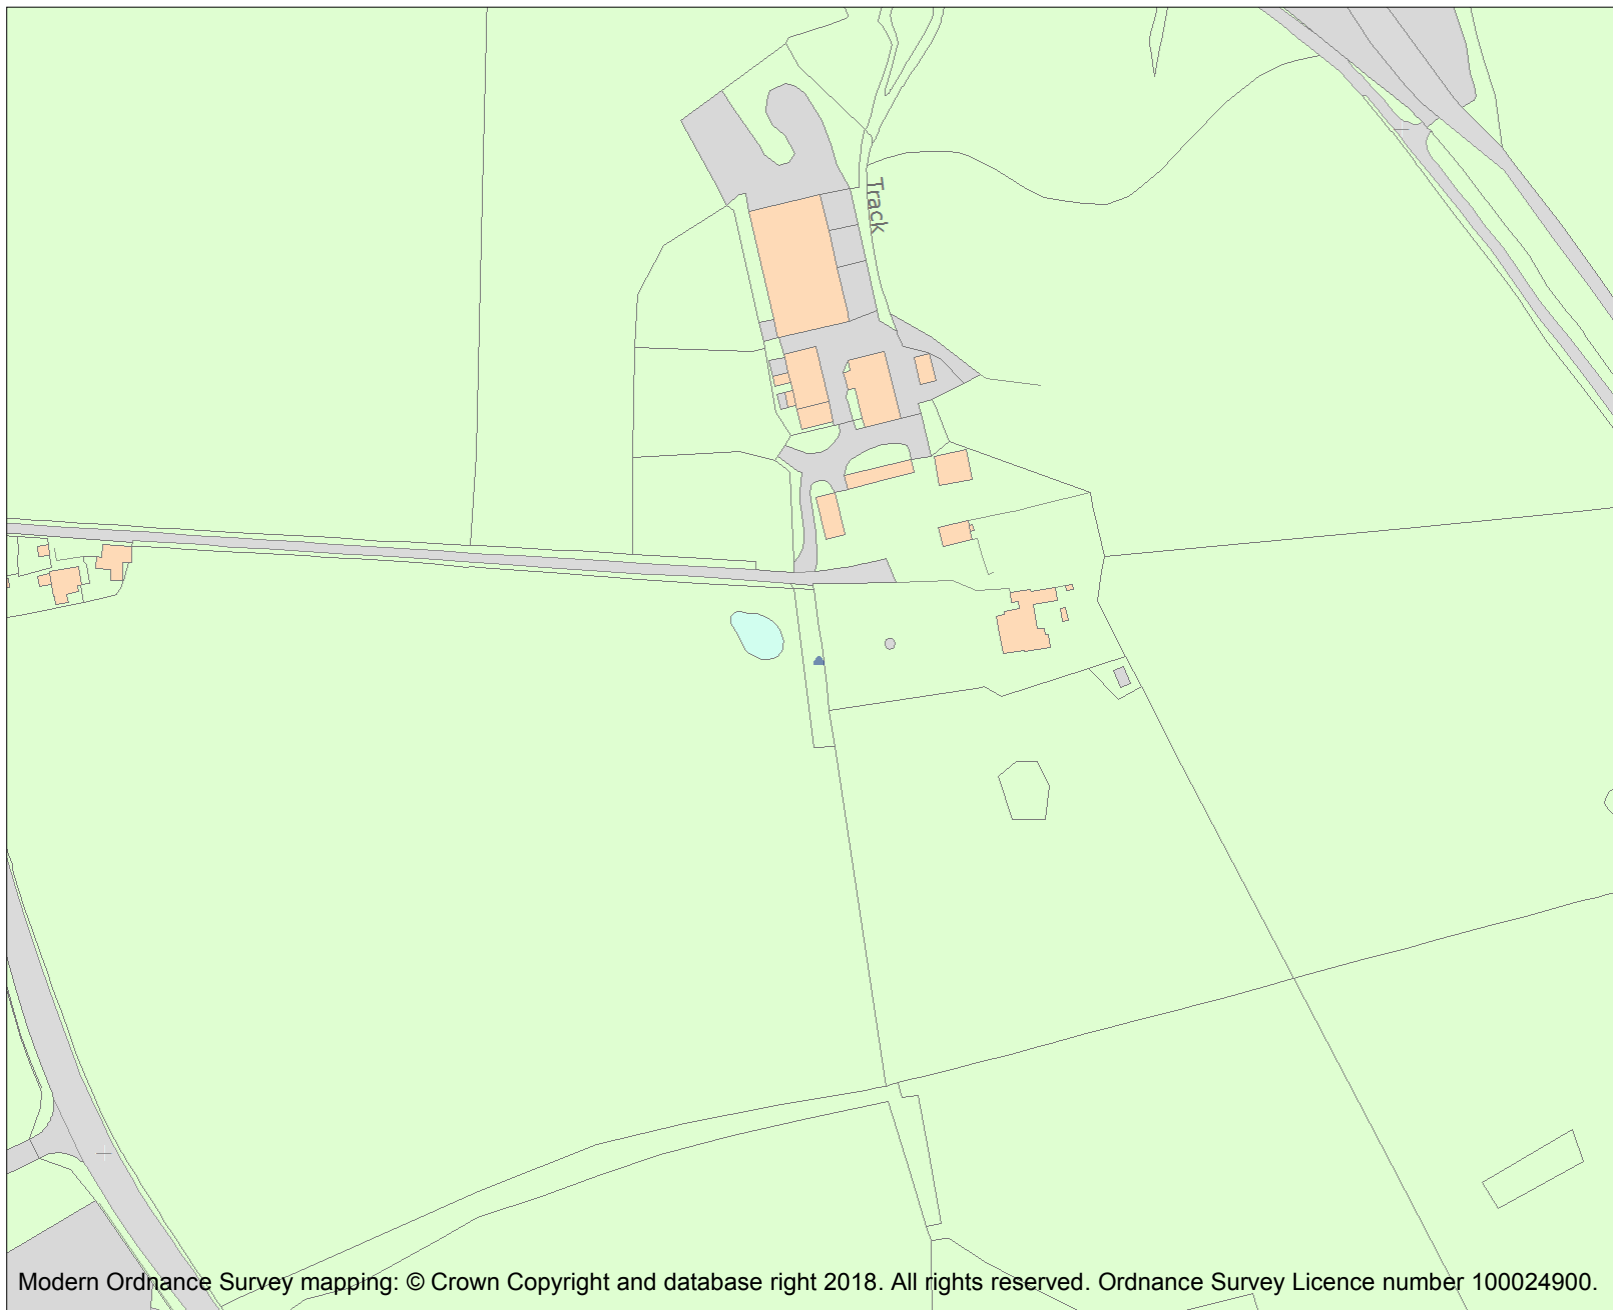 Track
Modern Ordnance Survey mapping: © Crown Copyright and database right 2018. All rights reserved. Ordnance Survey Licence number 100024900.